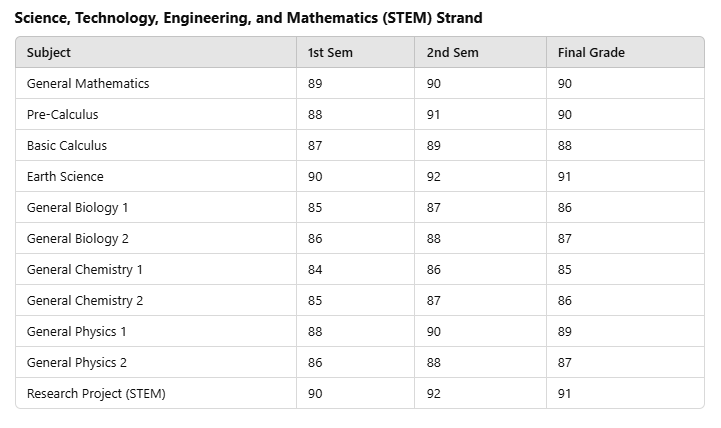 Science, Technology, Engineering, and Mathematics (STEM) Strand
Subject 1st Sem 2nd Sem Final Grade
General Mathematics 89 90 90
Pre-Calculus 88 91 90
Basic Calculus 87 89 88
Earth Science 90 92 91
General Biology 1 85 87 86
General Biology 2 86 88 87
General Chemistry 1 84 86 85
General Chemistry 2 85 87 86
General Physics 1 88 90 89
General Physics 2 86 88 87
Research Project (STEM) 90 92 91